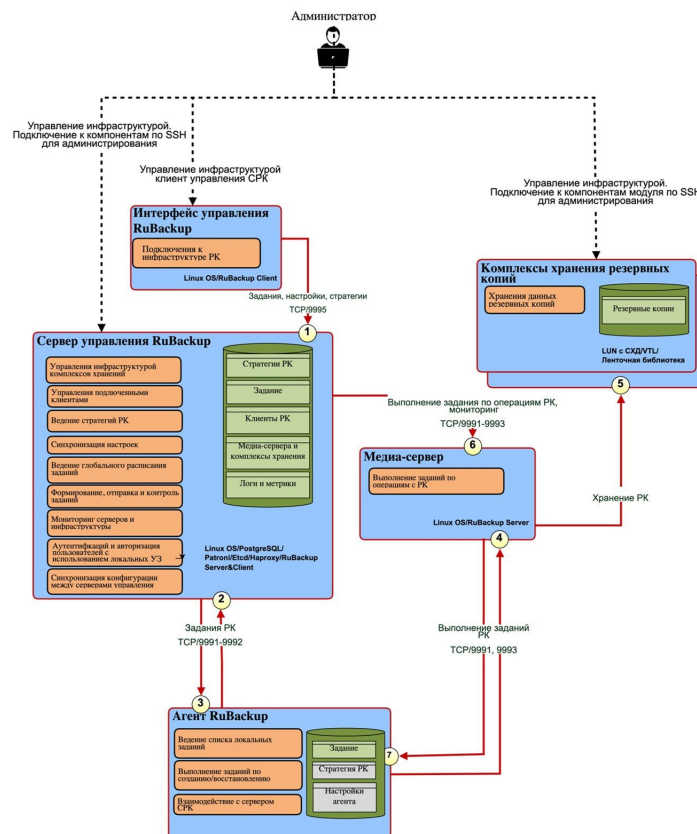 Администратор
Управление инфраструктурой.
Подключение к компонентам по SSH
для администрирования
Управление инфраструктурой
клиент управления СРК
Управление инфраструктурой.
Подключение к компонентам модуля по SSH
для администрирования
Интерфейс управления
RuBackup
Подключения к
инфраструктуре РК
Linux OS/RuBackup Client
Задания, настройки, стратегии
TCP/9995
1
Комплексы хранения резервных
копий
Хранения данных
резервных копий
Резервные копии
LUN с СХД/VTL/
Ленточная библиотека
5
Сервер управления RuBackup
Управления инфраструктурой
комплексов хранений
Управления подключенными
клиентами
Ведение стратегий РК
Синхронизация настроек
Ведение глобального расписания
заданий
Формирование, отправка и контроль
заданий
Мониторинг серверов и
инфраструктуры
Аутентификаций и авторизация
пользователей с
использованием локальных УЗ
Синхронизация конфигурации
между серверами управления
Стратегии РК
Задание
Клиенты РК
Медиа-сервера и
комплексы хранения
Логи и метрики
Linux OS/PostgreSQL/
Patroni/Etcd/Haproxy/RuBackup
Server&Client
2
Выполнение задания по операциям РК,
мониторинг
TCP/9991-9993
6
Медиа-сервер
Выполнение заданий по
операциям с РК
Linux OS/RuBackup Server
4
Хранение РК
Задания РК
TCP/9991-9992
3
Выполнение заданий
РК
TCP/9991, 9993
7
Агент RuBackup
Ведение списка локальных
заданий
Выполнение заданий по
созданию/восстановлению
Взаимодействие с сервером
СРК
Задание
Стратегия РК
Настройки
агента